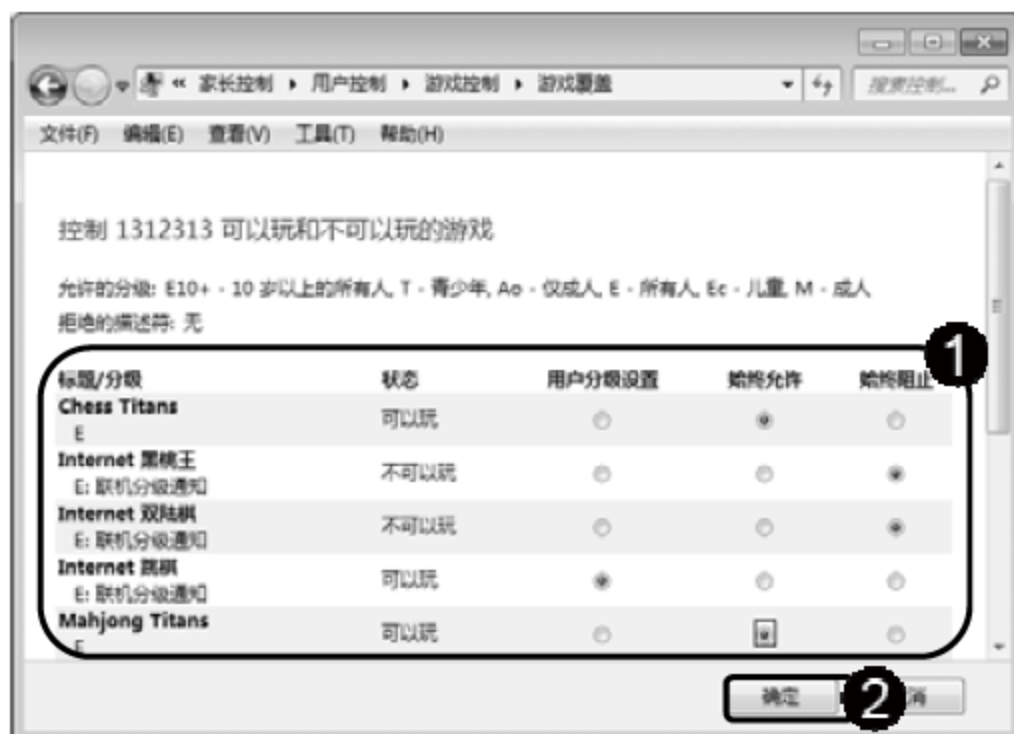 « 家长控制 ▸ 用户控制 ▸ 游戏控制 ▸ 游戏覆盖
搜索控制...
文件(F) 编辑(E) 查看(V) 工具(T) 帮助(H)
控制 1312313 可以玩和不可以玩的游戏
允许的分级: E10+ - 10 岁以上的所有人, T - 青少年, Ao - 仅成人, E - 所有人, Ec - 儿童, M - 成人
拒绝的描述符: 无
1
标题/分级 状态 用户分级设置 始终允许 始终阻止
Chess Titans
可以玩
E
Internet 黑桃王
不可以玩
E: 联机分级通知
Internet 双陆棋
不可以玩
E: 联机分级通知
Internet 跳棋
可以玩
E: 联机分级通知
Mahjong Titans
可以玩
E
确定 2 消